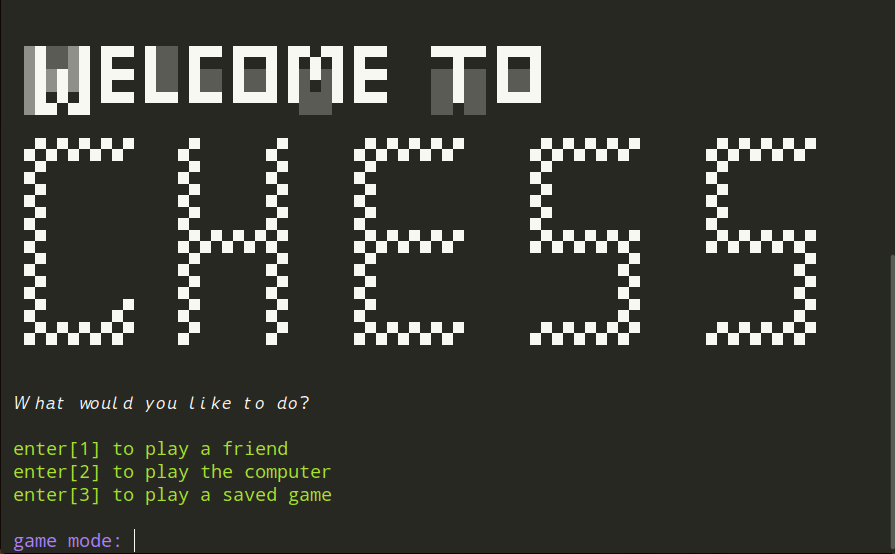 WELCOME TO
CHESS
What would you like to do?
enter[1] to play a friend
enter[2] to play the computer
enter[3] to play a saved game
game mode: